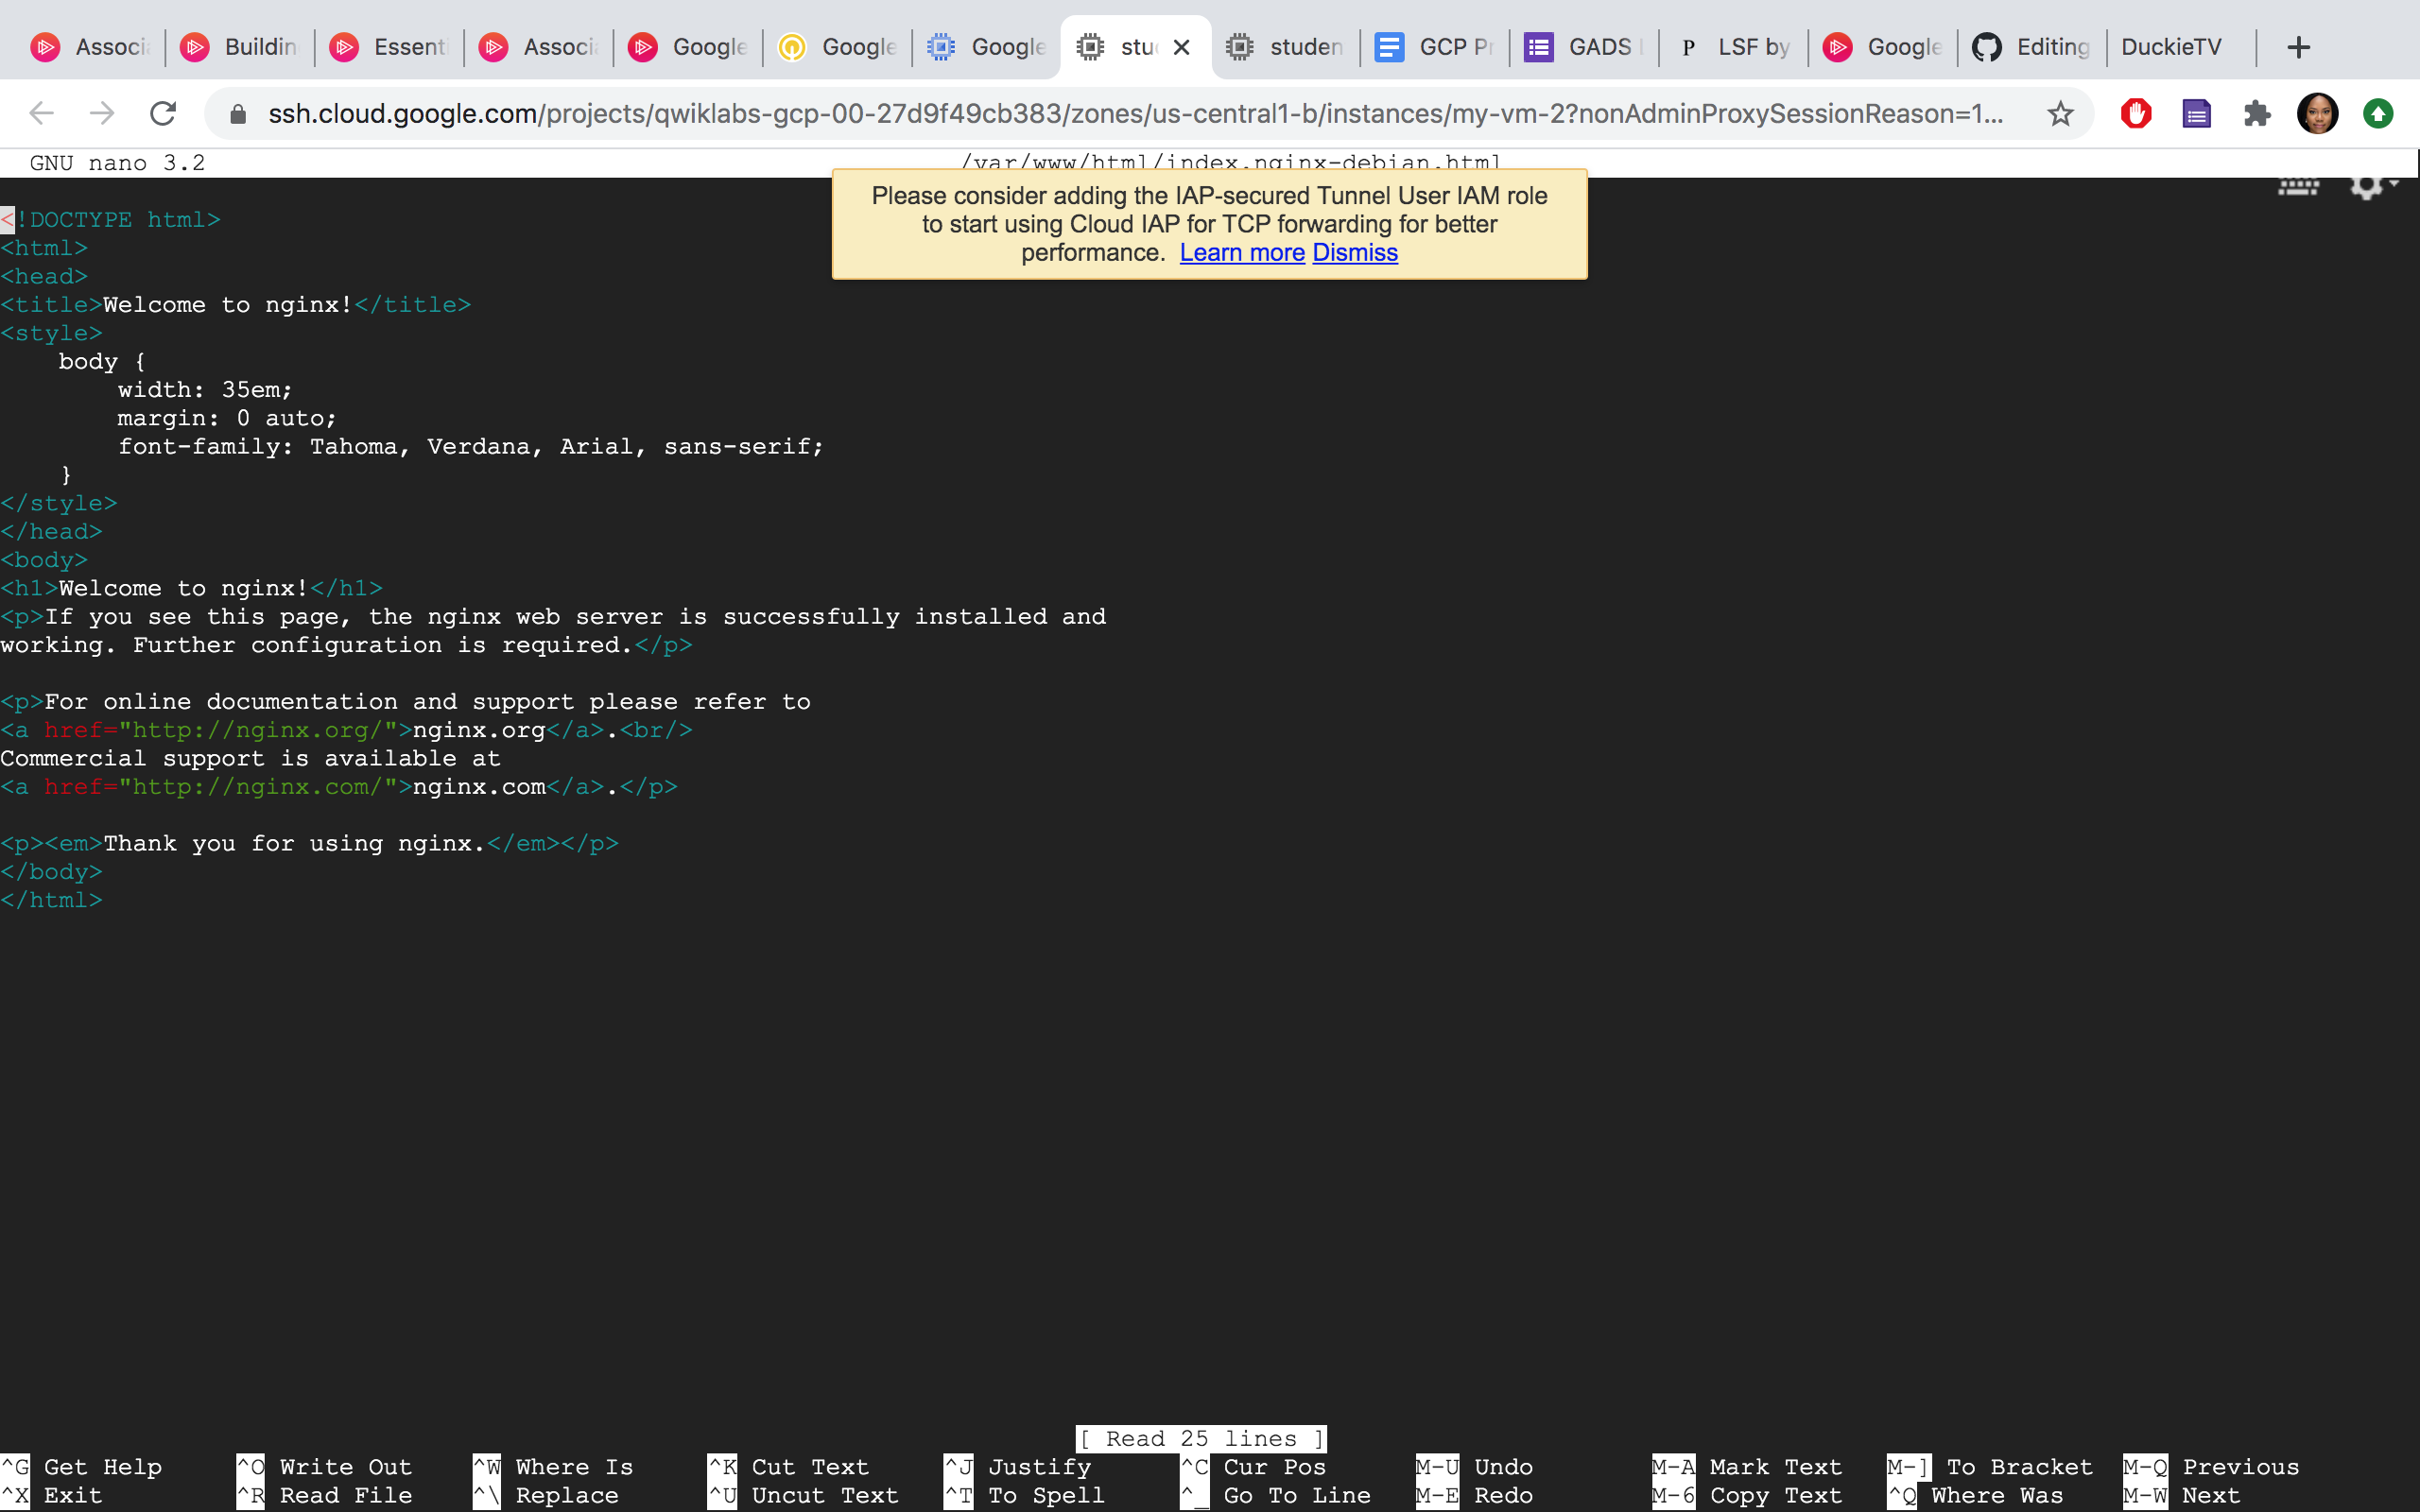 Associa Building Essenti Associa Google Google Google stu studen GCP Pr GADS LSF by Google Editing DuckieTV
ssh.cloud.google.com/projects/qwiklabs-gcp-00-27d9f49cb383/zones/us-central1-b/instances/my-vm-2?nonAdminProxySessionReason=1...
GNU nano 3.2 /var/www/html/index.nginx-debian.html
Please consider adding the IAP-secured Tunnel User IAM role
to start using Cloud IAP for TCP forwarding for better
performance. Learn more Dismiss
<!DOCTYPE html>
<html>
<head>
<title>Welcome to nginx!</title>
<style>
    body {
        width: 35em;
        margin: 0 auto;
        font-family: Tahoma, Verdana, Arial, sans-serif;
    }
</style>
</head>
<body>
<h1>Welcome to nginx!</h1>
<p>If you see this page, the nginx web server is successfully installed and
working. Further configuration is required.</p>
<p>For online documentation and support please refer to
<a href="http://nginx.org/">nginx.org</a>.<br/>
Commercial support is available at
<a href="http://nginx.com/">nginx.com</a>.</p>
<p><em>Thank you for using nginx.</em></p>
</body>
</html>
[ Read 25 lines ]
^G Get Help ^O Write Out ^W Where Is ^K Cut Text ^J Justify ^C Cur Pos M-U Undo M-A Mark Text M-] To Bracket M-Q Previous
^X Exit ^R Read File ^\ Replace ^U Uncut Text ^T To Spell ^_ Go To Line M-E Redo M-6 Copy Text ^Q Where Was M-W Next